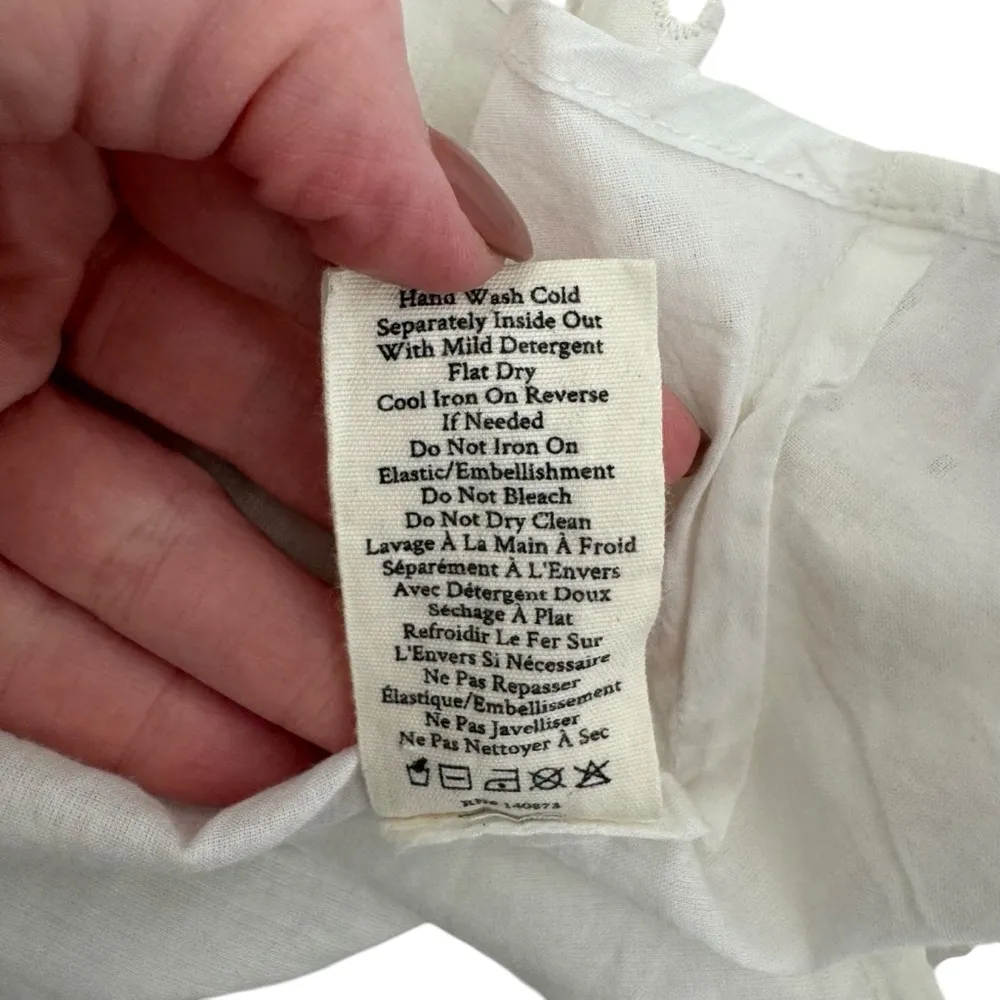 Hand Wash Cold
Separately Inside Out
With Mild Detergent
Flat Dry
Cool Iron On Reverse
If Needed
Do Not Iron On
Elastic/Embellishment
Do Not Bleach
Do Not Dry Clean
Lavage À La Main À Froid
Séparément À L'Envers
Avec Détergent Doux
Séchage À Plat
Refroidir Le Fer Sur
L'Envers Si Nécessaire
Ne Pas Repasser
Élastique/Embellissement
Ne Pas Javelliser
Ne Pas Nettoyer À Sec
RN# 140873